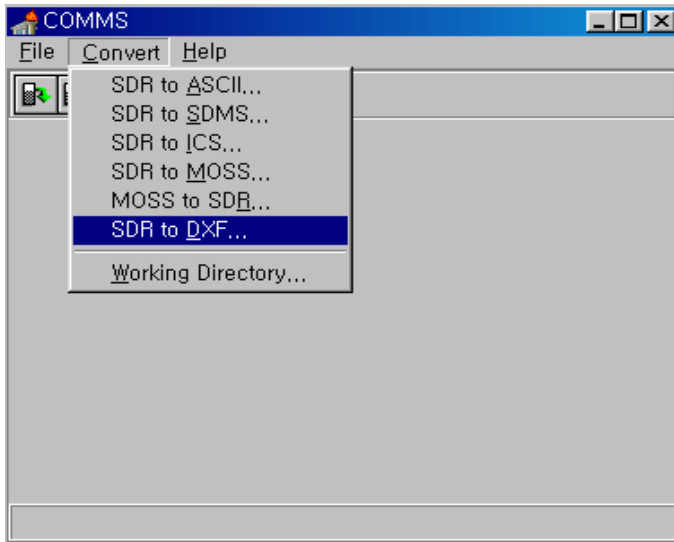 COMMS
File Convert Help
SDR to ASCII...
SDR to SDMS...
SDR to ICS...
SDR to MOSS...
MOSS to SDR...
SDR to DXF...
Working Directory...